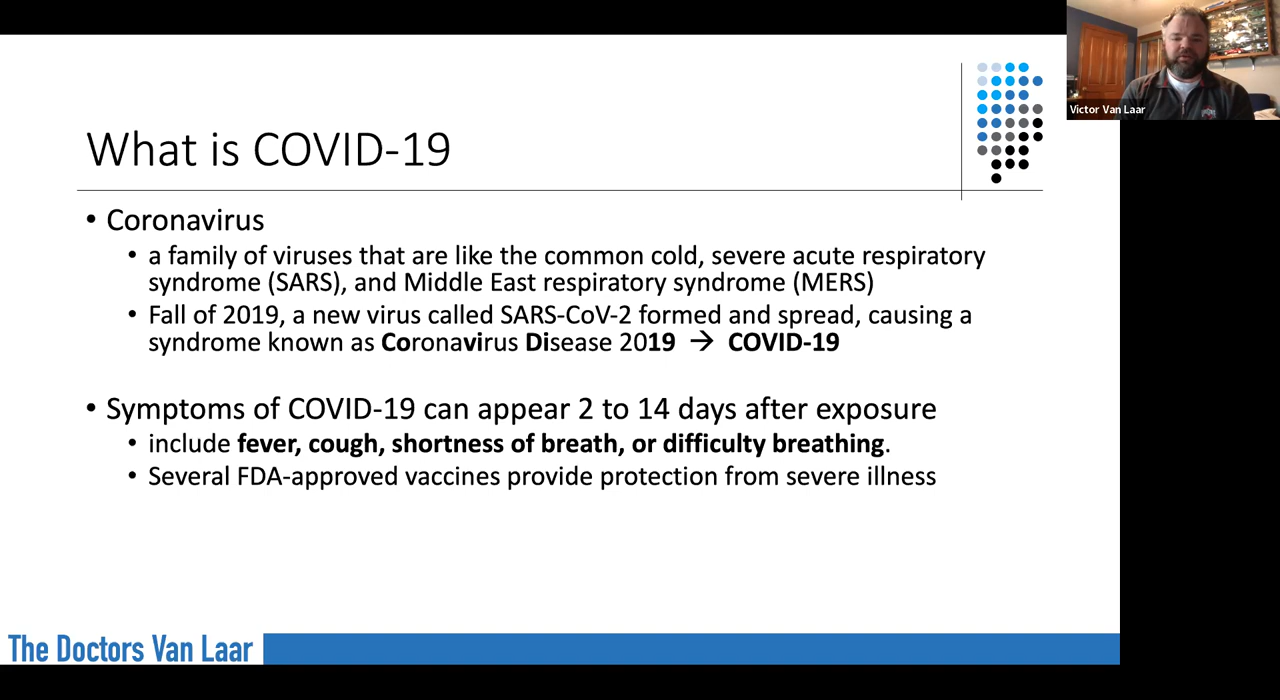 Victor Van Laar
What is COVID-19
• Coronavirus
• a family of viruses that are like the common cold, severe acute respiratory
syndrome (SARS), and Middle East respiratory syndrome (MERS)
• Fall of 2019, a new virus called SARS-CoV-2 formed and spread, causing a
syndrome known as Coronavirus Disease 2019 → COVID-19
• Symptoms of COVID-19 can appear 2 to 14 days after exposure
• include fever, cough, shortness of breath, or difficulty breathing.
• Several FDA-approved vaccines provide protection from severe illness
The Doctors Van Laar